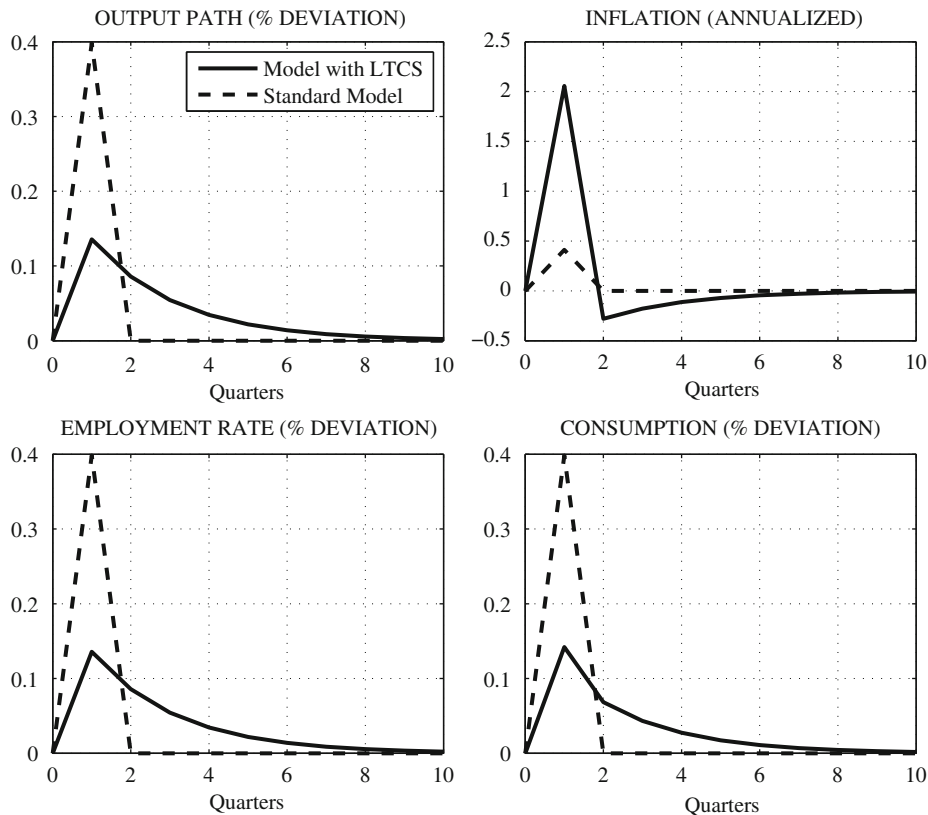 OUTPUT PATH (% DEVIATION)
0.4
0.3
0.2
0.1
0
0 2 4 6 8 10
Quarters
Model with LTCS
Standard Model
INFLATION (ANNUALIZED)
2.5
2
1.5
1
0.5
0
−0.5
0 2 4 6 8 10
Quarters
EMPLOYMENT RATE (% DEVIATION)
0.4
0.3
0.2
0.1
0
0 2 4 6 8 10
Quarters
CONSUMPTION (% DEVIATION)
0.4
0.3
0.2
0.1
0
0 2 4 6 8 10
Quarters